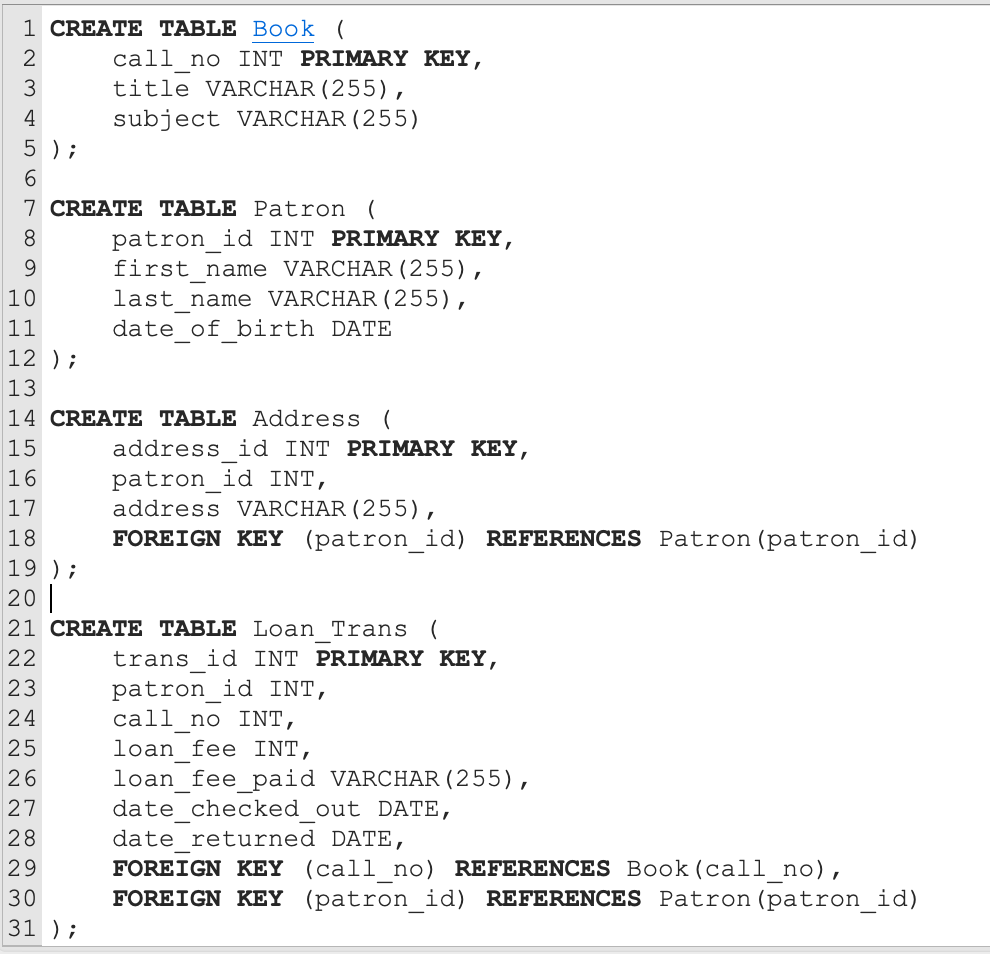 1 CREATE TABLE Book (
2     call_no INT PRIMARY KEY,
3     title VARCHAR(255),
4     subject VARCHAR(255)
5 );
6
7 CREATE TABLE Patron (
8     patron_id INT PRIMARY KEY,
9     first_name VARCHAR(255),
10     last_name VARCHAR(255),
11     date_of_birth DATE
12 );
13
14 CREATE TABLE Address (
15     address_id INT PRIMARY KEY,
16     patron_id INT,
17     address VARCHAR(255),
18     FOREIGN KEY (patron_id) REFERENCES Patron(patron_id)
19 );
20
21 CREATE TABLE Loan_Trans (
22     trans_id INT PRIMARY KEY,
23     patron_id INT,
24     call_no INT,
25     loan_fee INT,
26     loan_fee_paid VARCHAR(255),
27     date_checked_out DATE,
28     date_returned DATE,
29     FOREIGN KEY (call_no) REFERENCES Book(call_no),
30     FOREIGN KEY (patron_id) REFERENCES Patron(patron_id)
31 );